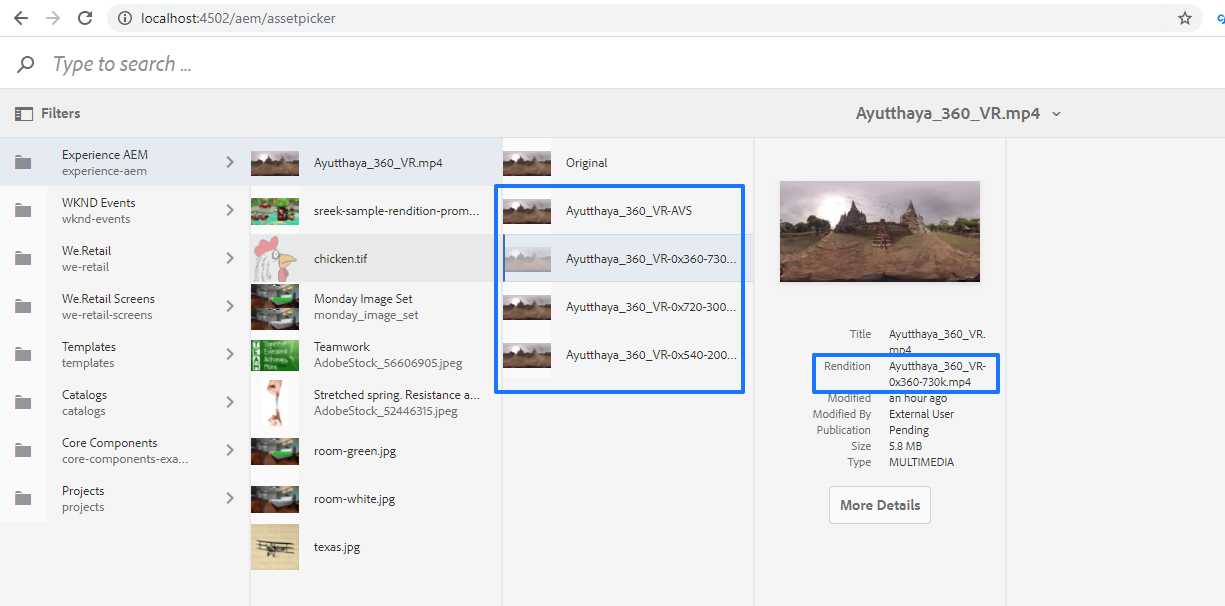 localhost:4502/aem/assetpicker
Type to search ...
Filters
Ayutthaya_360_VR.mp4
Experience AEM
experience-aem
WKND Events
wknd-events
We.Retail
we-retail
We.Retail Screens
we-retail-screens
Templates
templates
Catalogs
catalogs
Core Components
core-components-exa...
Projects
projects
Ayutthaya_360_VR.mp4
sreek-sample-rendition-prom...
chicken.tif
Monday Image Set
monday_image_set
Teamwork
AdobeStock_56606905.jpeg
Stretched spring. Resistance a...
AdobeStock_52446315.jpeg
room-green.jpg
room-white.jpg
texas.jpg
Original
Ayutthaya_360_VR-AVS
Ayutthaya_360_VR-0x360-730...
Ayutthaya_360_VR-0x720-300...
Ayutthaya_360_VR-0x540-200...
Title Ayutthaya_360_VR.
mp4
Rendition Ayutthaya_360_VR-
0x360-730k.mp4
Modified an hour ago
Modified By External User
Publication Pending
Size 5.8 MB
Type MULTIMEDIA
More Details